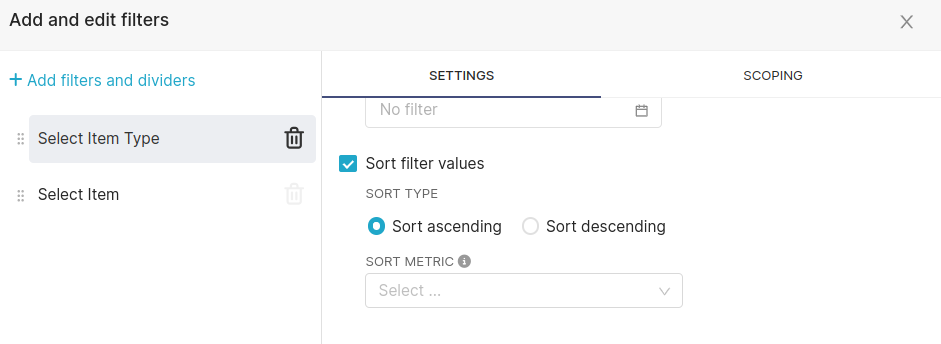 Add and edit filters
+ Add filters and dividers
Select Item Type
Select Item
SETTINGS
SCOPING
No filter
Sort filter values
SORT TYPE
Sort ascending
Sort descending
SORT METRIC
Select ...